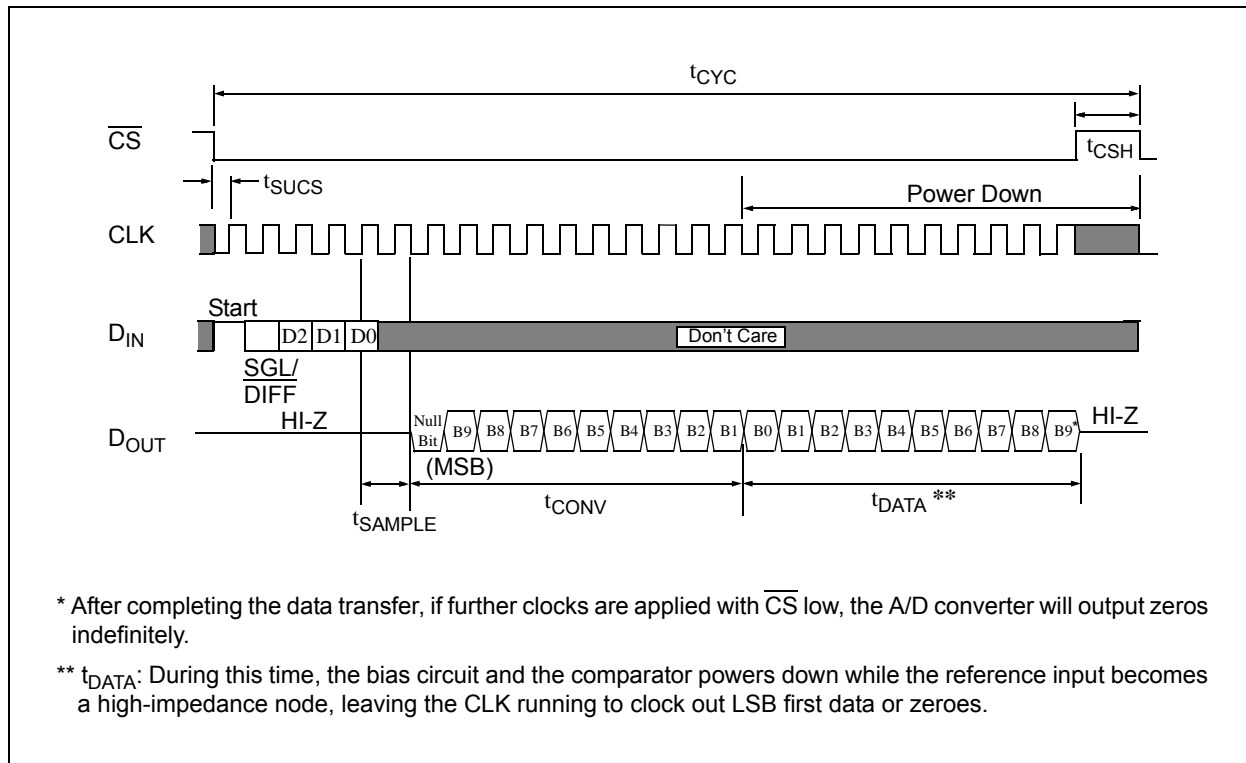 tCYC
CS
tCSH
tSUCS
Power Down
CLK
Start
DIN
D2 D1 D0
Don't Care
SGL/
DIFF
HI-Z
DOUT
Null
Bit
B9 B8 B7 B6 B5 B4 B3 B2 B1 B0 B1 B2 B3 B4 B5 B6 B7 B8 B9*
HI-Z
(MSB)
tSAMPLE
tCONV
tDATA **
* After completing the data transfer, if further clocks are applied with CS low, the A/D converter will output zeros
indefinitely.
** tDATA: During this time, the bias circuit and the comparator powers down while the reference input becomes
a high-impedance node, leaving the CLK running to clock out LSB first data or zeroes.